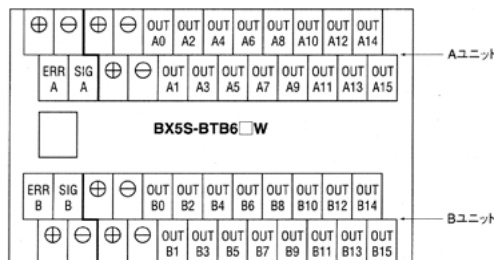 ⊕ ⊖ ⊕ ⊖ OUT A0 OUT A2 OUT A4 OUT A6 OUT A8 OUT A10 OUT A12 OUT A14
Aユニット
ERR A SIG A ⊕ ⊖ OUT A1 OUT A3 OUT A5 OUT A7 OUT A9 OUT A11 OUT A13 OUT A15
BX5S-BTB6□W
ERR B SIG B ⊕ ⊖ OUT B0 OUT B2 OUT B4 OUT B6 OUT B8 OUT B10 OUT B12 OUT B14
Bユニット
⊕ ⊖ ⊕ ⊖ OUT B1 OUT B3 OUT B5 OUT B7 OUT B9 OUT B11 OUT B13 OUT B15